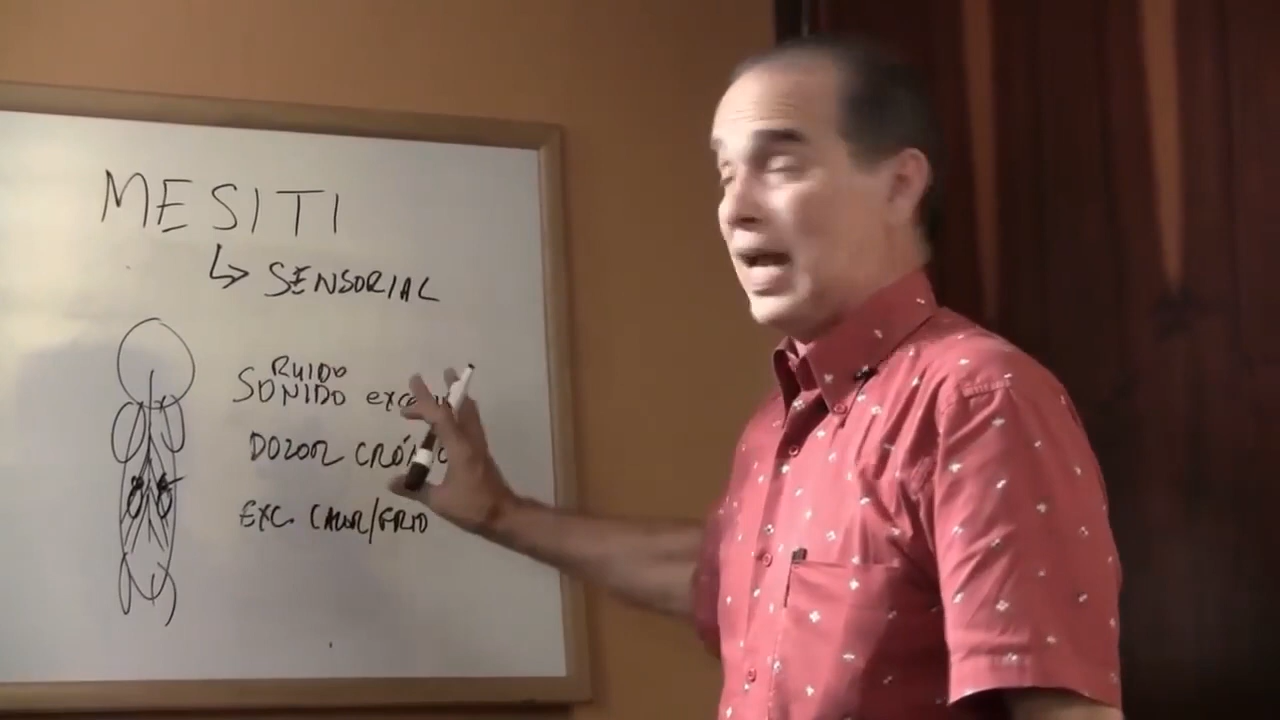 MESITI
↳ SENSORIAL
RUIDO
SONIDO
DOLOR
EXC. CALOR/FRIO